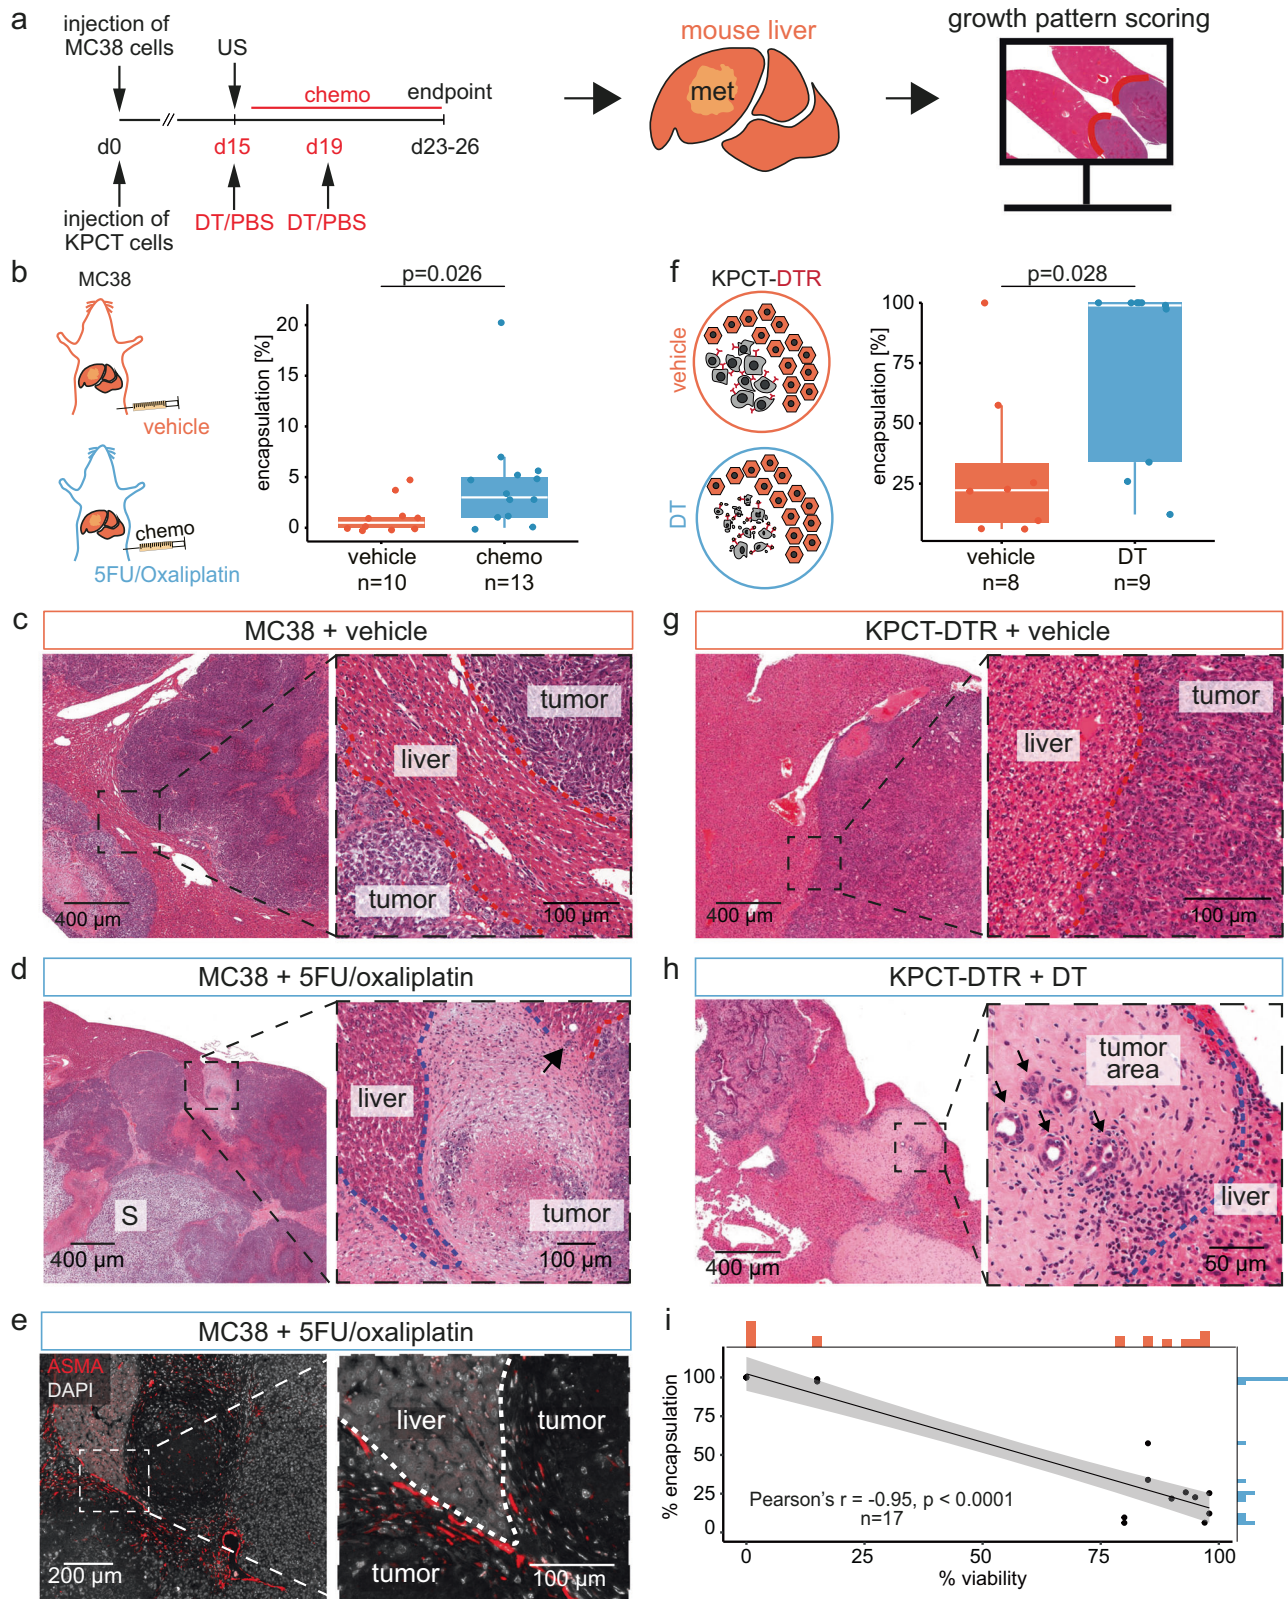 a
injection of
MC38 cells
US
chemo
endpoint
d0
d15
d19
d23-26
injection of
KPCT cells
DT/PBS
DT/PBS
mouse liver
met
growth pattern scoring
b
MC38
vehicle
chemo
5FU/Oxaliplatin
p=0.026
encapsulation [%]
20
15
10
5
0
vehicle
n=10
chemo
n=13
f
KPCT-DTR
vehicle
DT
p=0.028
encapsulation [%]
100
75
50
25
vehicle
n=8
DT
n=9
c
MC38 + vehicle
400 µm
tumor
liver
tumor
100 µm
g
KPCT-DTR + vehicle
400 µm
tumor
liver
100 µm
d
MC38 + 5FU/oxaliplatin
S
400 µm
liver
tumor
100 µm
h
KPCT-DTR + DT
400 µm
tumor
area
liver
50 µm
e
MC38 + 5FU/oxaliplatin
ASMA
DAPI
200 µm
liver
tumor
tumor
100 µm
i
% encapsulation
100
75
50
25
0
Pearson's r = -0.95, p < 0.0001
n=17
0
25
50
75
100
% viability